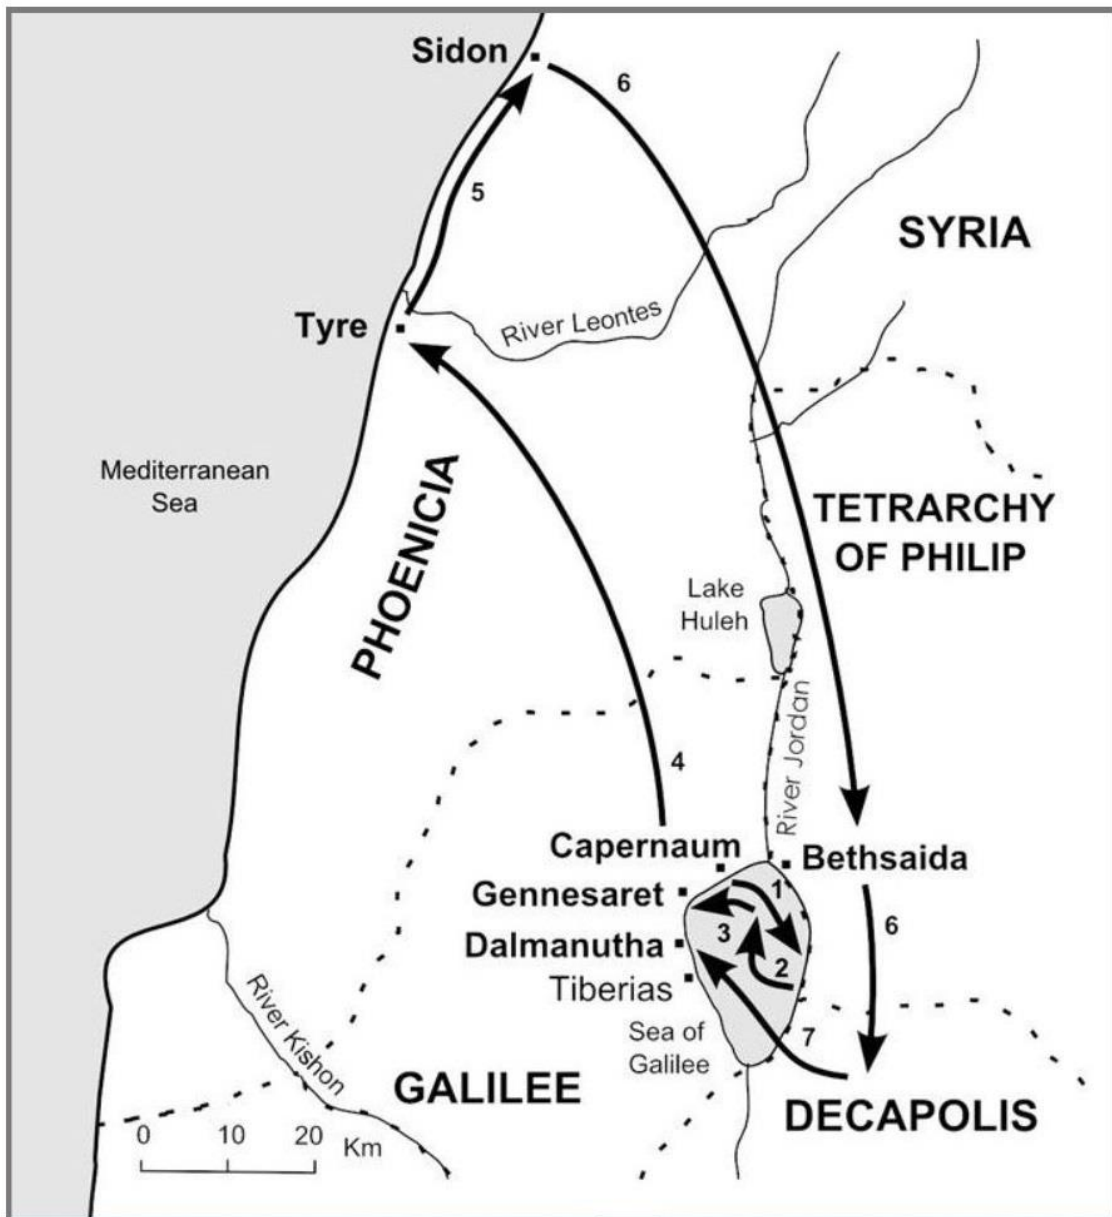 Sidon
6
5
SYRIA
Tyre
River Leontes
Mediterranean
Sea
PHOENICIA
TETRARCHY
OF PHILIP
Lake
Huleh
River Jordan
4
Capernaum
Bethsaida
Gennesaret
1
6
3
Dalmanutha
2
Tiberias
Sea of
Galilee
7
River Kishon
GALILEE
DECAPOLIS
0 10 20 Km